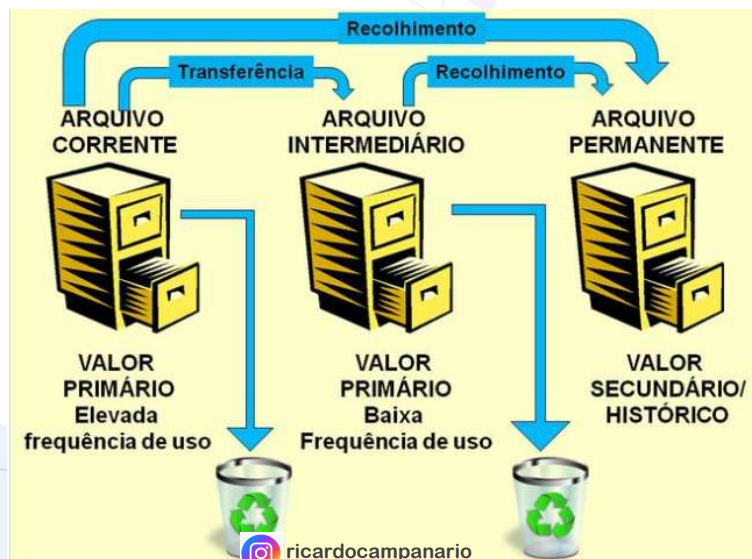 Recolhimento
Transferência
Recolhimento
ARQUIVO
CORRENTE
ARQUIVO
INTERMEDIÁRIO
ARQUIVO
PERMANENTE
VALOR
PRIMÁRIO
Elevada
frequência de uso
VALOR
PRIMÁRIO
Baixa
Frequência de uso
VALOR
SECUNDÁRIO/
HISTÓRICO
ricardocampanario